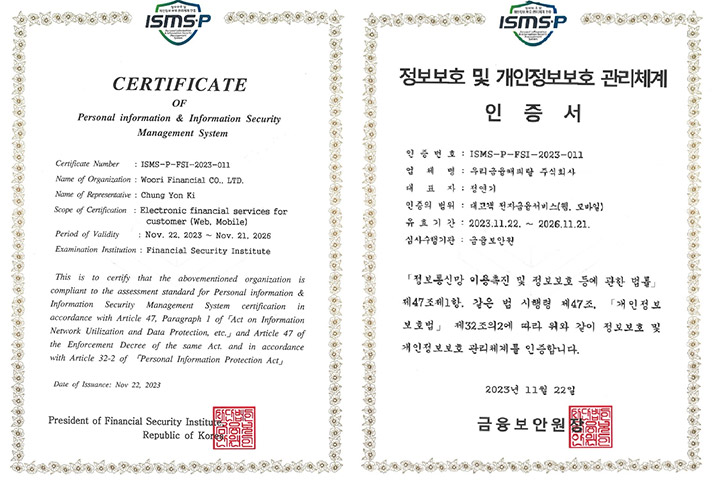 ISMS-P
CERTIFICATE
OF
Personal information & Information Security
Management System
Certificate Number : ISMS-P-FSI-2023-011
Name of Organization : Woori Financial CO., LTD.
Name of Representative : Chung Yon Ki
Scope of Certification : Electronic financial services for
customer (Web, Mobile)
Period of Validity : Nov. 22, 2023 ~ Nov. 21, 2026
Examination Institution : Financial Security Institute
This is to certify that the abovementioned organization is
compliant to the assessment standard for Personal information &
Information Security Management System certification in
accordance with Article 47, Paragraph 1 of 「Act on Information
Network Utilization and Data Protection, etc.」 and Article 47 of
the Enforcement Decree of the same Act. and in accordance
with Article 32-2 of 「Personal Information Protection Act」
Date of Issuance: Nov 22, 2023
President of Financial Security Institute
Republic of Korea
ISMS-P
정보보호 및 개인정보보호 관리체계
인 증 서
인 증 번 호 : ISMS-P-FSI-2023-011
업 체 명 : 우리금융캐피탈 주식회사
대 표 자 : 정연기
인증의 범위 : 대고객 전자금융서비스(웹, 모바일)
유 효 기 간 : 2023.11.22. ~ 2026.11.21.
심사수행기관 : 금융보안원
「정보통신망 이용촉진 및 정보보호 등에 관한 법률」
제47조제1항, 같은 법 시행령 제47조, 「개인정보
보호법」 제32조의2에 따라 위와 같이 정보보호 및
개인정보보호 관리체계를 인증합니다.
2023년 11월 22일
금융보안원장